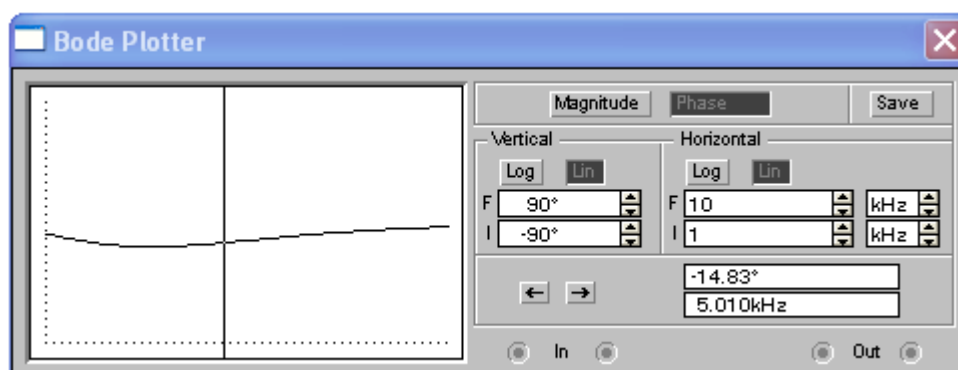 Bode Plotter
Magnitude Phase Save
Vertical Horizontal
Log Lin Log Lin
F 90° F 10 kHz
I -90° I 1 kHz
← → -14.83°
5.010kHz
In Out